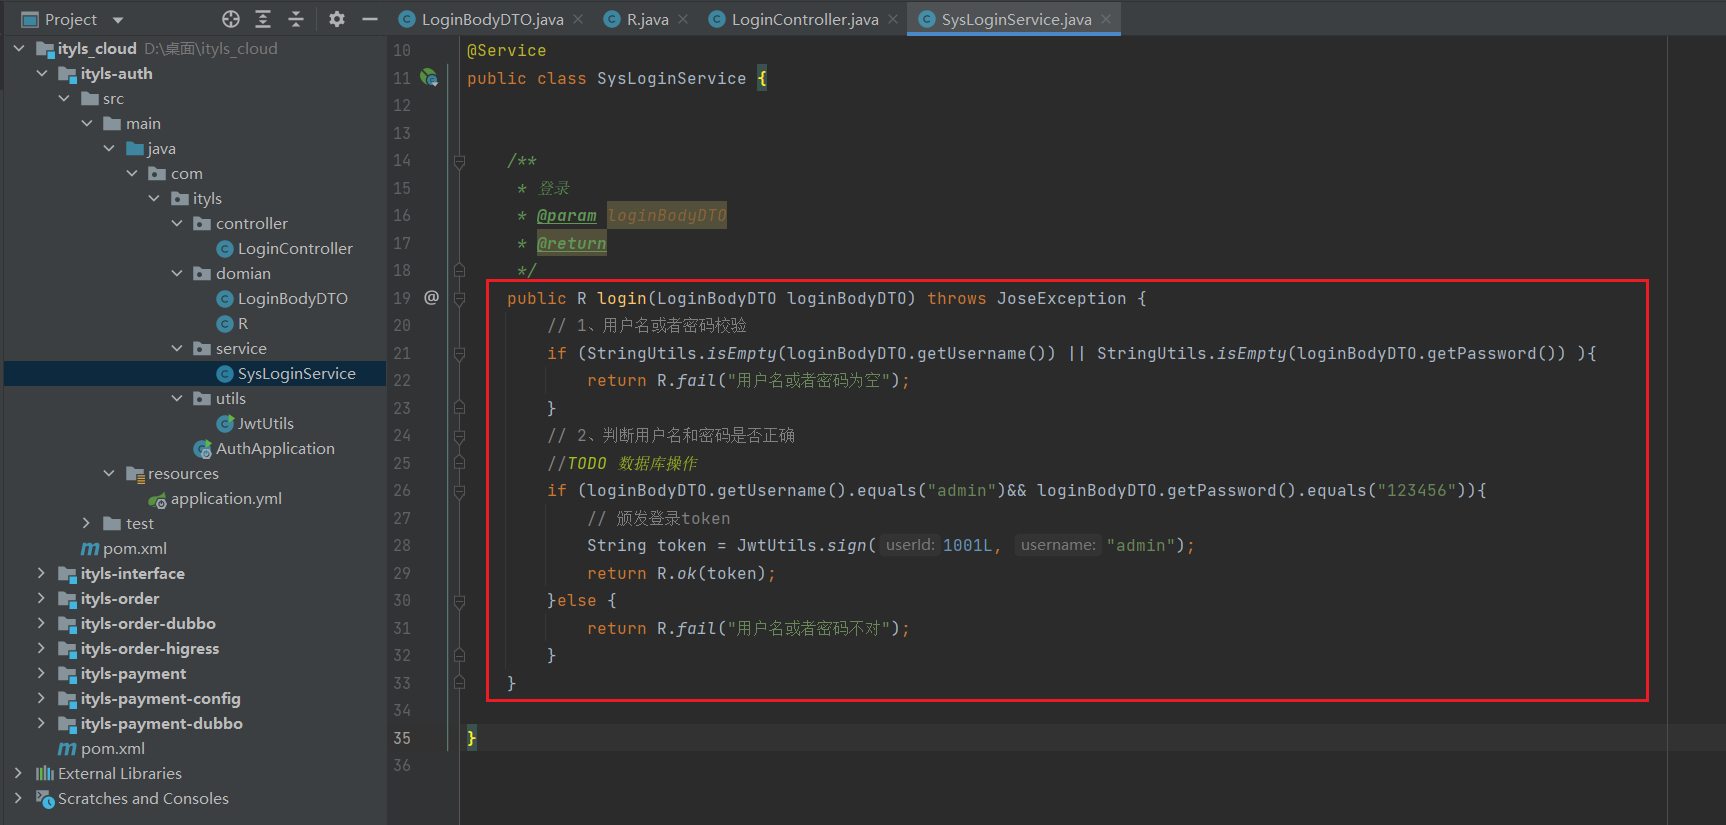 Project
LoginBodyDTO.java
R.java
LoginController.java
SysLoginService.java
ityls_cloud D:\桌面\ityls_cloud
ityls-auth
src
main
java
com
ityls
controller
LoginController
domian
LoginBodyDTO
R
service
SysLoginService
utils
JwtUtils
AuthApplication
resources
application.yml
test
pom.xml
ityls-interface
ityls-order
ityls-order-dubbo
ityls-order-higress
ityls-payment
ityls-payment-config
ityls-payment-dubbo
pom.xml
External Libraries
Scratches and Consoles
10 @Service
11 public class SysLoginService {
12
13
14 /**
15 * 登录
16 * @param loginBodyDTO
17 * @return
18 */
19 @ public R login(LoginBodyDTO loginBodyDTO) throws JoseException {
20 // 1、用户名或者密码校验
21 if (StringUtils.isEmpty(loginBodyDTO.getUsername()) || StringUtils.isEmpty(loginBodyDTO.getPassword()) ){
22 return R.fail("用户名或者密码为空");
23 }
24 // 2、判断用户名和密码是否正确
25 //TODO 数据库操作
26 if (loginBodyDTO.getUsername().equals("admin")&& loginBodyDTO.getPassword().equals("123456")){
27 // 颁发登录token
28 String token = JwtUtils.sign( userId: 1001L, username: "admin");
29 return R.ok(token);
30 }else {
31 return R.fail("用户名或者密码不对");
32 }
33 }
34
35 }
36